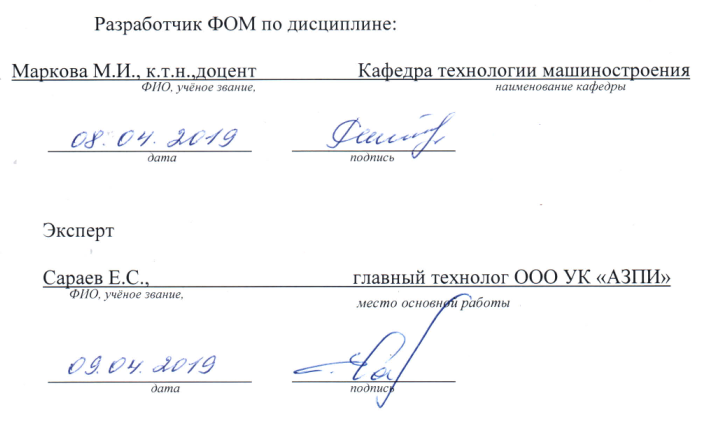 Разработчик ФОМ по дисциплине:
Маркова М.И., к.т.н.,доцент Кафедра технологии машиностроения
ФИО, учёное звание, наименование кафедры
08.04.2019
дата подпись
Эксперт
Сараев Е.С., главный технолог ООО УК «АЗПИ»
ФИО, учёное звание, место основной работы
09.04.2019
дата подпись